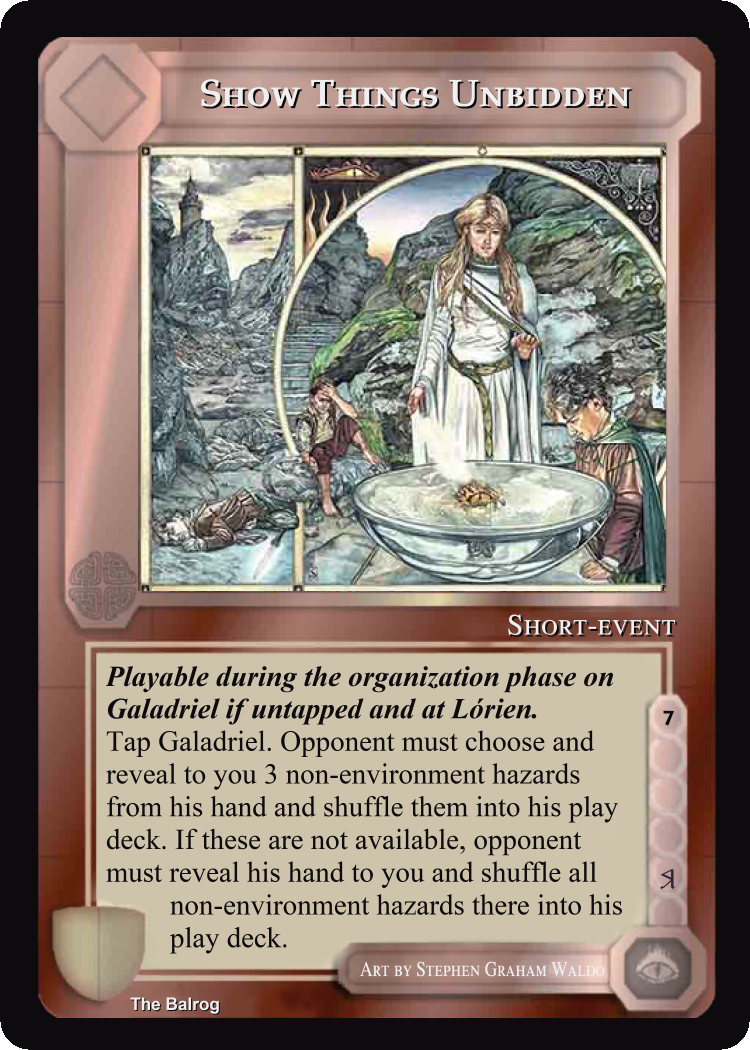 Show Things Unbidden
Short-event
Playable during the organization phase on
Galadriel if untapped and at Lórien.
Tap Galadriel. Opponent must choose and
reveal to you 3 non-environment hazards
from his hand and shuffle them into his play
deck. If these are not available, opponent
must reveal his hand to you and shuffle all
non-environment hazards there into his
play deck.
7
Art by Stephen Graham Waldo
The Balrog